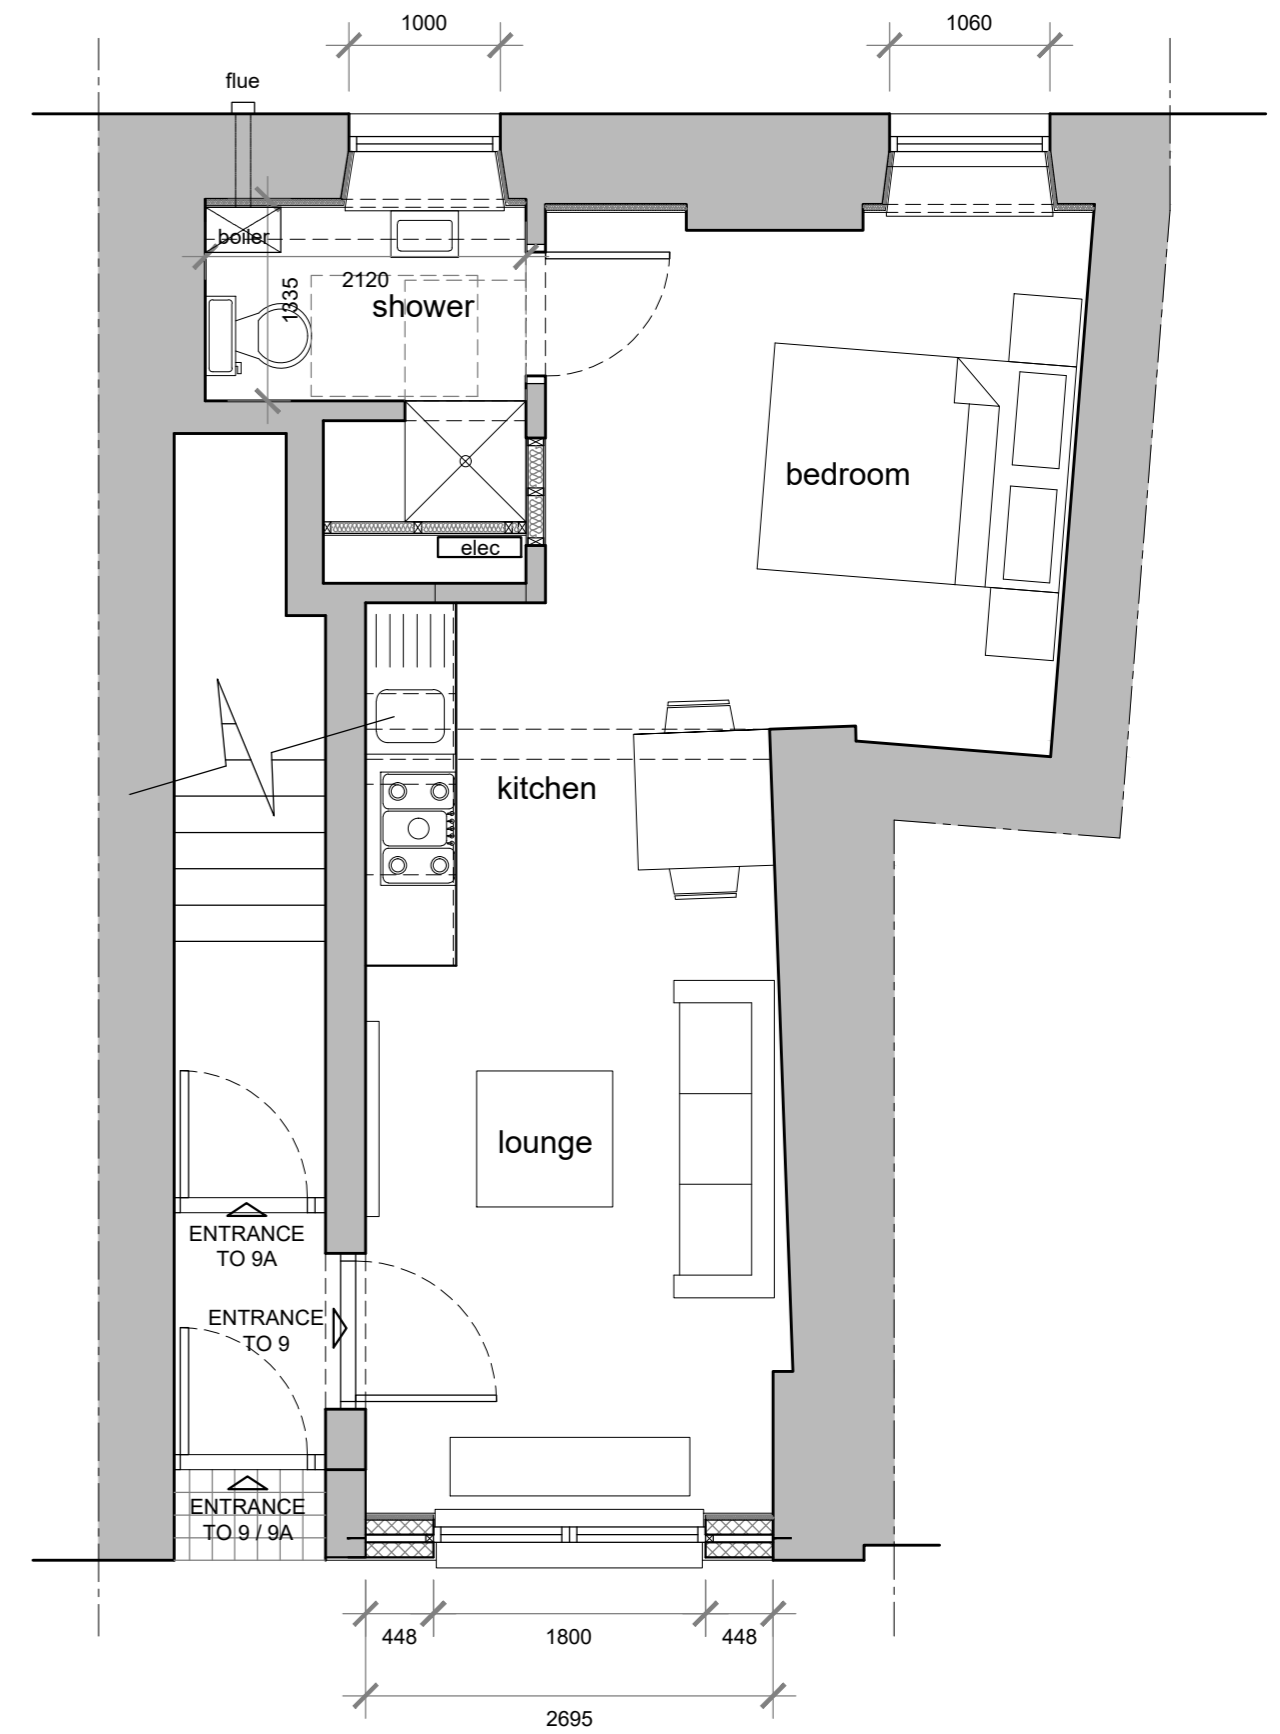 1000
1060
flue
boiler
2120
1335
shower
bedroom
elec
kitchen
lounge
ENTRANCE
TO 9A
ENTRANCE
TO 9
ENTRANCE
TO 9 / 9A
448
1800
448
2695